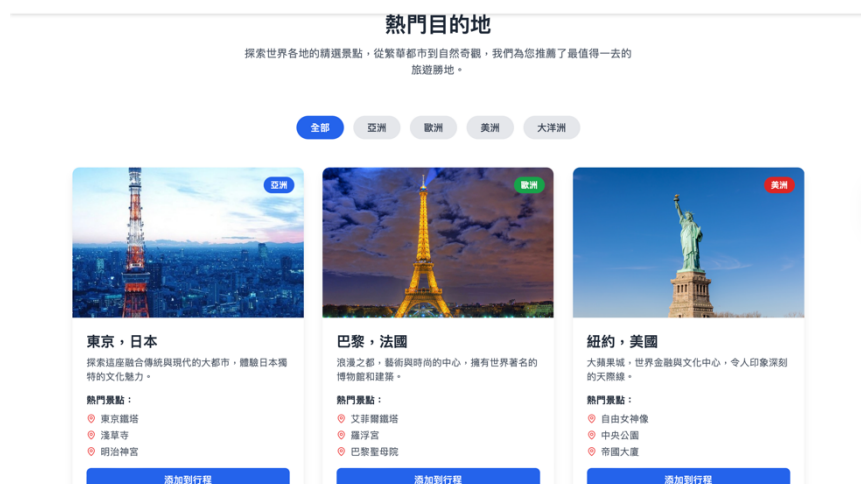 熱門目的地
探索世界各地的精選景點，從繁華都市到自然奇觀，我們為您推薦了最值得一去的
旅遊勝地。
全部
亞洲
歐洲
美洲
大洋洲
亞洲
歐洲
美洲
東京，日本
探索這座融合傳統與現代的大都市，體驗日本獨
特的文化魅力。
熱門景點：
東京鐵塔
淺草寺
明治神宮
添加到行程
巴黎，法國
浪漫之都，藝術與時尚的中心，擁有世界著名的
博物館和建築。
熱門景點：
艾菲爾鐵塔
羅浮宮
巴黎聖母院
添加到行程
紐約，美國
大蘋果城，世界金融與文化中心，令人印象深刻
的天際線。
熱門景點：
自由女神像
中央公園
帝國大廈
添加到行程